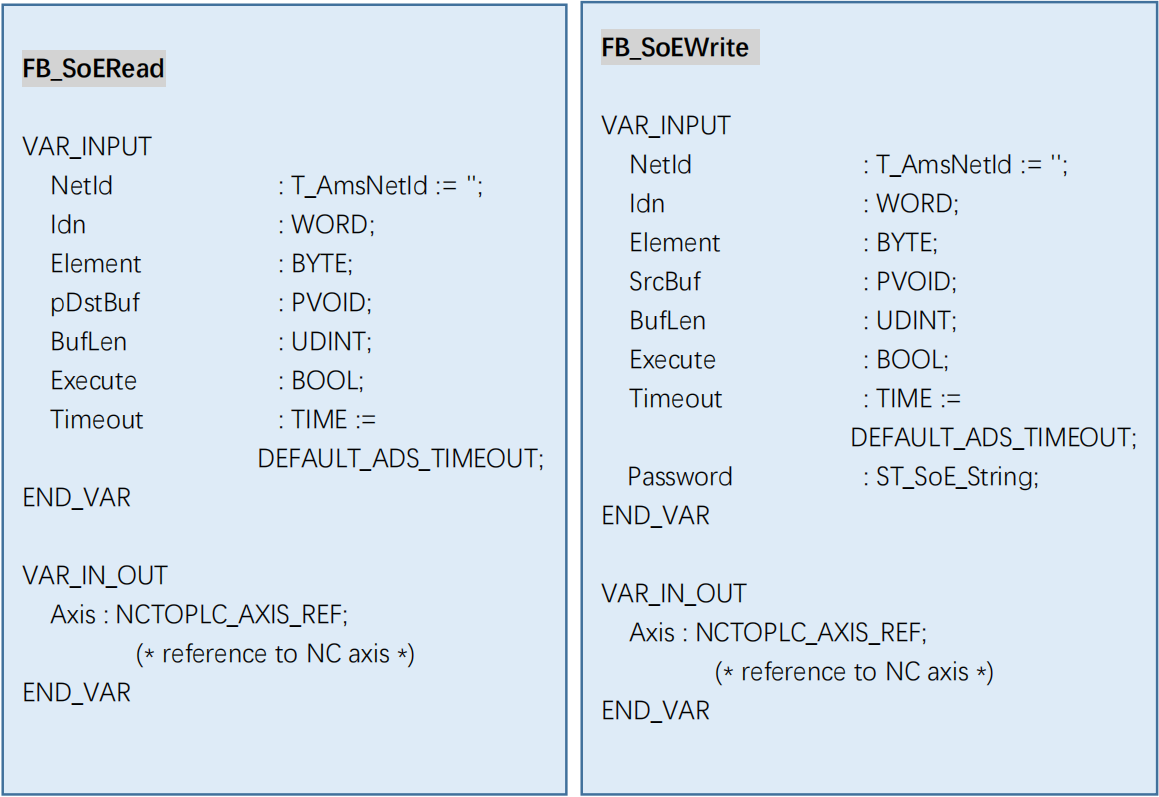 FB_SoERead
VAR_INPUT
NetId : T_AmsNetId := '';
Idn : WORD;
Element : BYTE;
pDstBuf : PVOID;
BufLen : UDINT;
Execute : BOOL;
Timeout : TIME :=
DEFAULT_ADS_TIMEOUT;
END_VAR
VAR_IN_OUT
Axis : NCTOPLC_AXIS_REF;
(* reference to NC axis *)
END_VAR
FB_SoEWrite
VAR_INPUT
NetId : T_AmsNetId := '';
Idn : WORD;
Element : BYTE;
SrcBuf : PVOID;
BufLen : UDINT;
Execute : BOOL;
Timeout : TIME :=
DEFAULT_ADS_TIMEOUT;
Password : ST_SoE_String;
END_VAR
VAR_IN_OUT
Axis : NCTOPLC_AXIS_REF;
(* reference to NC axis *)
END_VAR